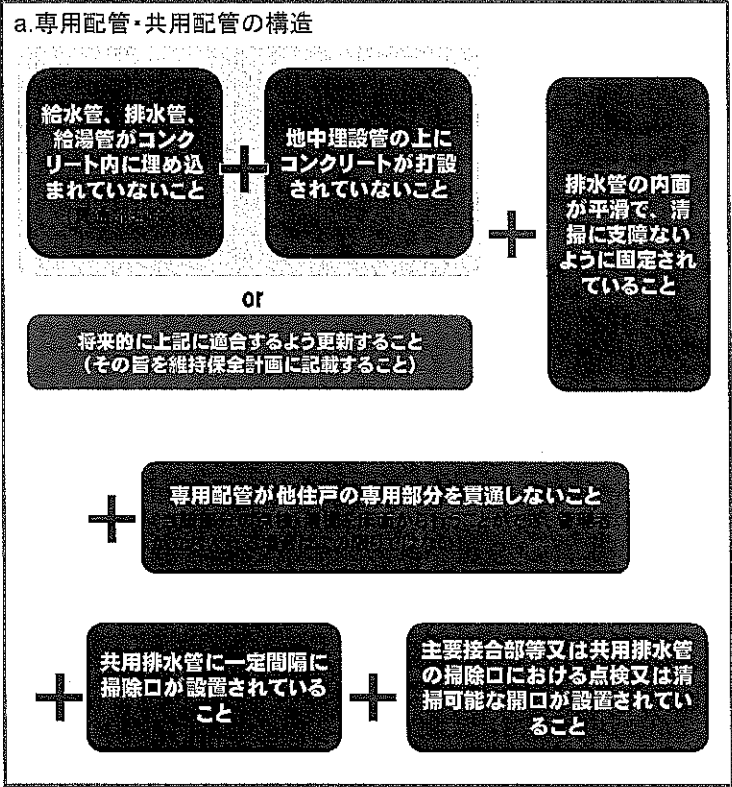 a.専用配管・共用配管の構造
給水管、排水管、
給湯管がコンク
リート内に埋め込
まれていないこと
地中埋設管の上に
コンクリートが打設
されていないこと
排水管の内面
が平滑で、清
掃に支障ない
ように固定され
ていること
or
将来的に上記に適合するよう更新すること
(その旨を維持保全計画に記載すること)
専用配管が他住戸の専用部分を貫通しないこと
共用排水管に一定間隔に
掃除口が設置されている
こと
主要接合部等又は共用排水管
の掃除口における点検又は清
掃可能な開口が設置されてい
ること